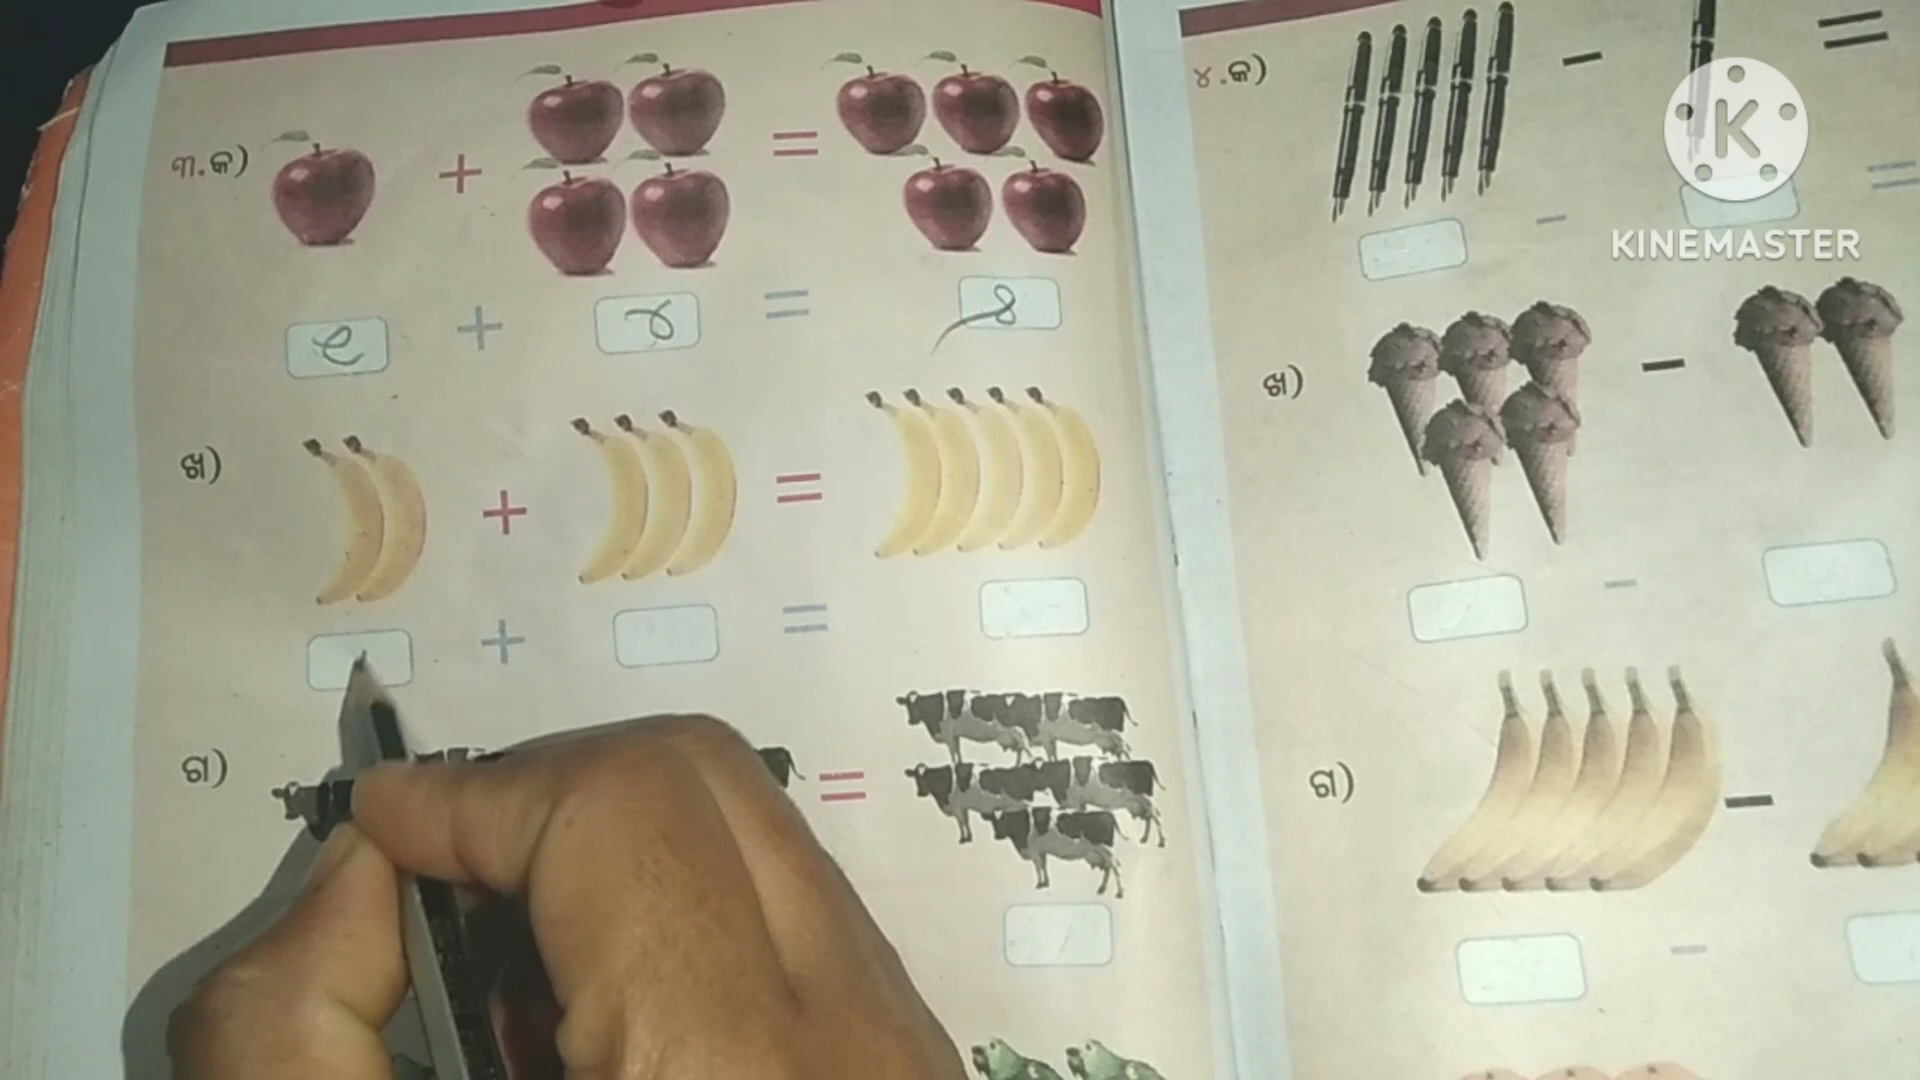 ୩.କ) + =
୧ + ୪ = ୫
ଖ) + =
+ =
ଗ) =
୪.କ) - =
- =
K
KINEMASTER
ଖ) -
-
ଗ) -
-